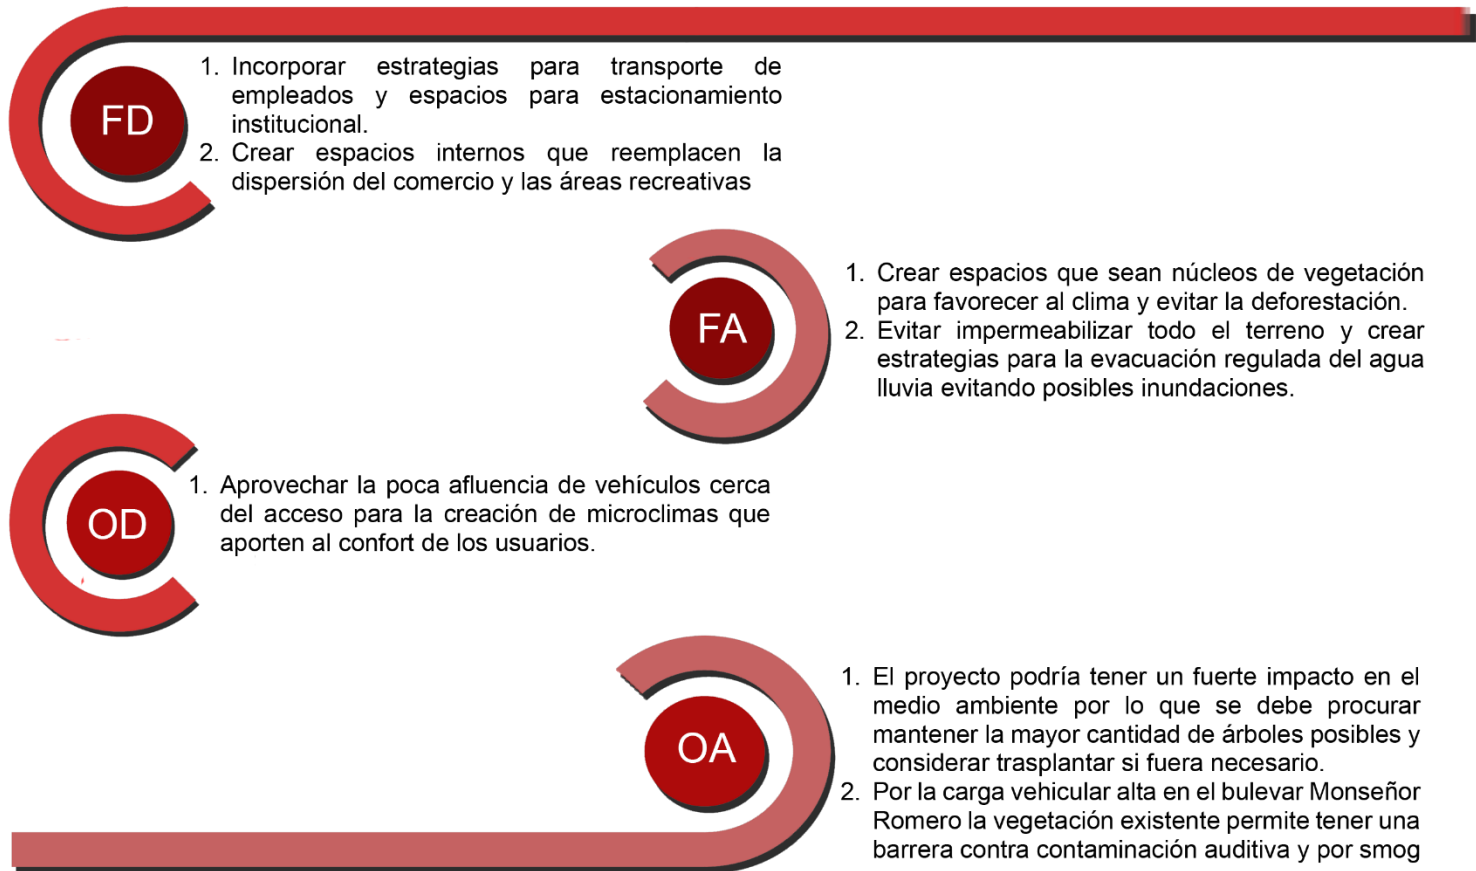 FD
1. Incorporar estrategias para transporte de
empleados y espacios para estacionamiento
institucional.
2. Crear espacios internos que reemplacen la
dispersión del comercio y las áreas recreativas
FA
1. Crear espacios que sean núcleos de vegetación
para favorecer al clima y evitar la deforestación.
2. Evitar impermeabilizar todo el terreno y crear
estrategias para la evacuación regulada del agua
lluvia evitando posibles inundaciones.
OD
1. Aprovechar la poca afluencia de vehículos cerca
del acceso para la creación de microclimas que
aporten al confort de los usuarios.
OA
1. El proyecto podría tener un fuerte impacto en el
medio ambiente por lo que se debe procurar
mantener la mayor cantidad de árboles posibles y
considerar trasplantar si fuera necesario.
2. Por la carga vehicular alta en el bulevar Monseñor
Romero la vegetación existente permite tener una
barrera contra contaminación auditiva y por smog